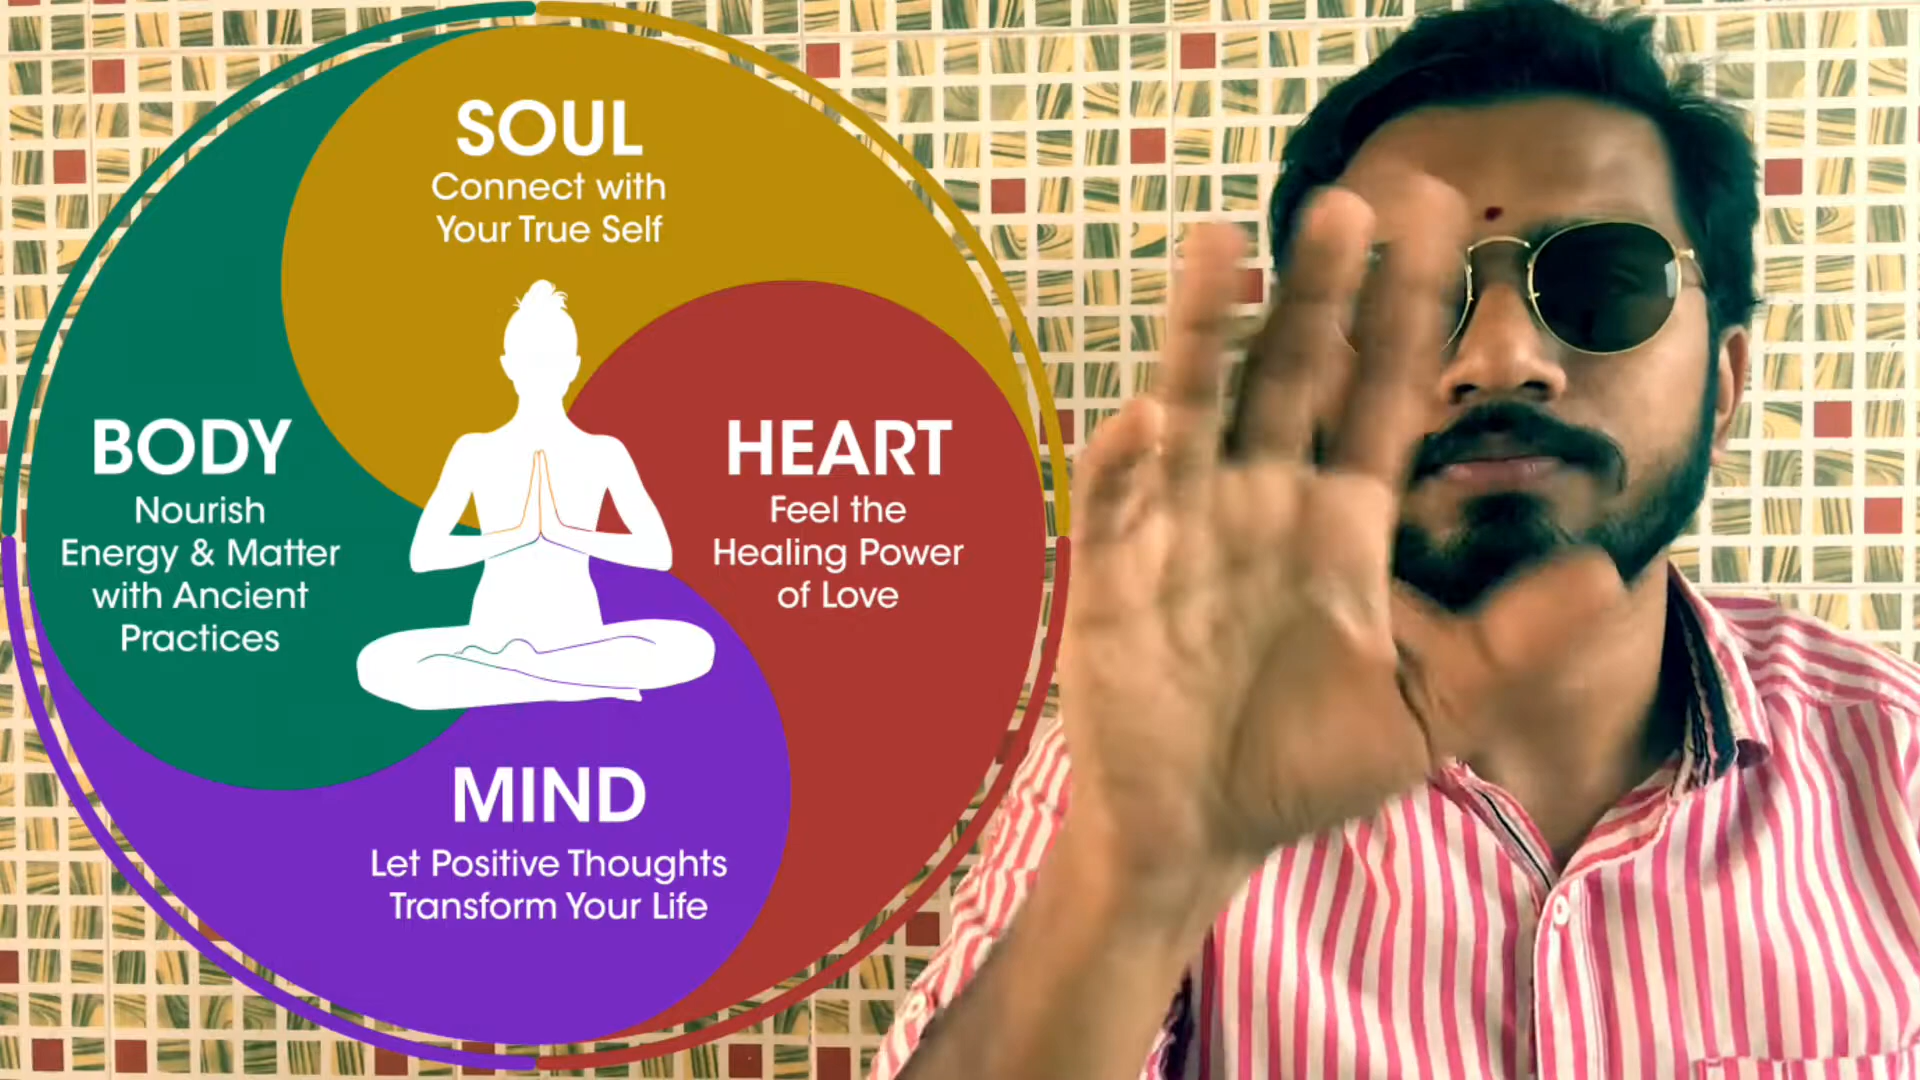 SOUL
Connect with
Your True Self
BODY
Nourish
Energy & Matter
with Ancient
Practices
HEART
Feel the
Healing Power
of Love
MIND
Let Positive Thoughts
Transform Your Life